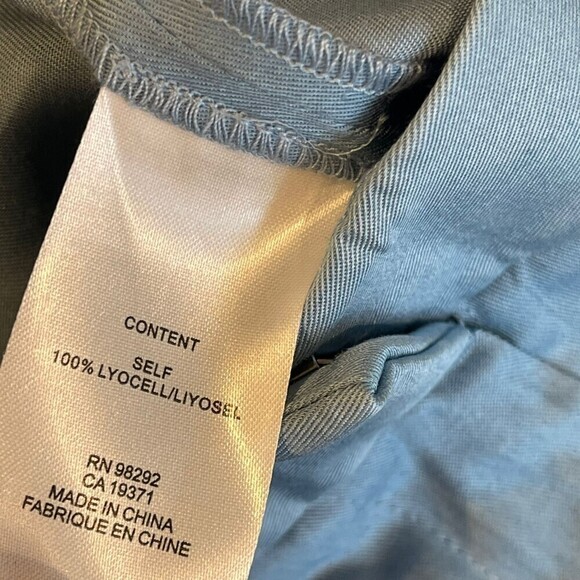 CONTENT
SELF
100% LYOCELL/LIYOSEL
RN 98292
CA 19371
MADE IN CHINA
FABRIQUE EN CHINE